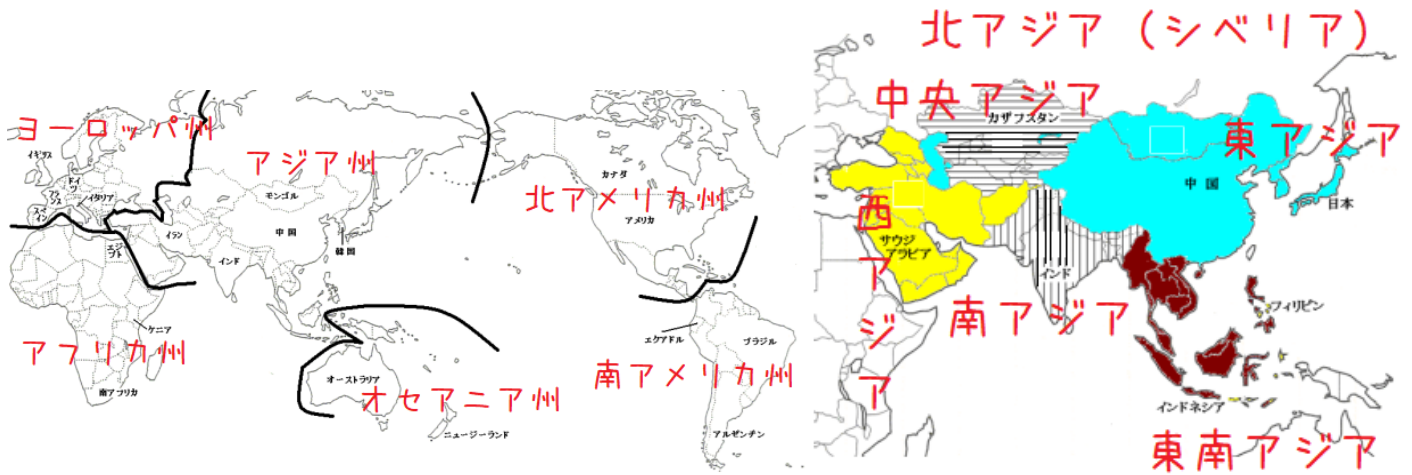 ヨーロッパ州
イギリス
ドイツ
フランス
イタリア
スペイン
アジア州
モンゴル
中国
韓国
イラン
インド
エジプト
ケニア
アフリカ州
南アフリカ
オーストラリア
オセアニア州
ニュージーランド
カナダ
北アメリカ州
アメリカ
エクアドル
ブラジル
南アメリカ州
アルゼンチン
北アジア(シベリア)
中央アジア
カザフスタン
東アジア
中国
日本
西アジア
サウジ
アラビア
インド
南アジア
フィリピン
インドネシア
東南アジア